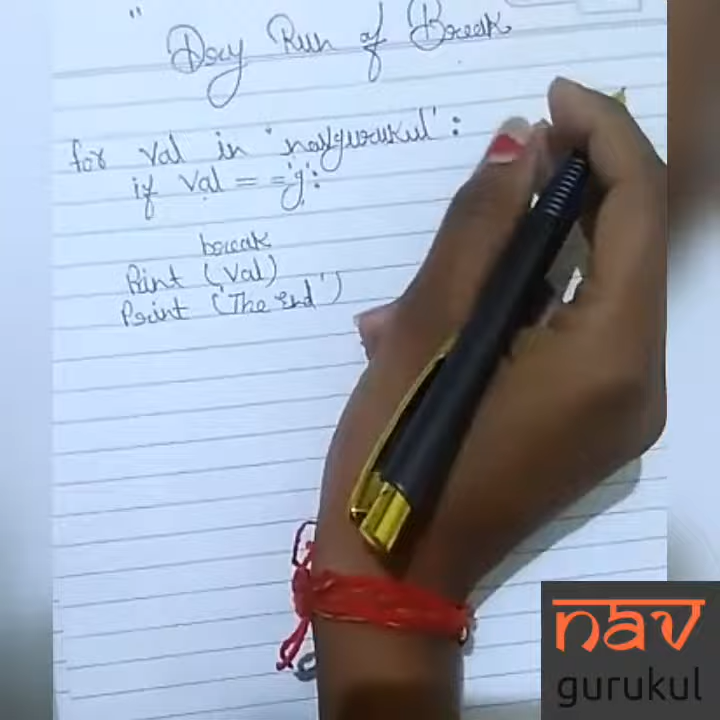 " Dry Run of Break
for val in 'navgurukul':
if val == 'g':
break
Print (val)
Print ('The End')
nav
gurukul